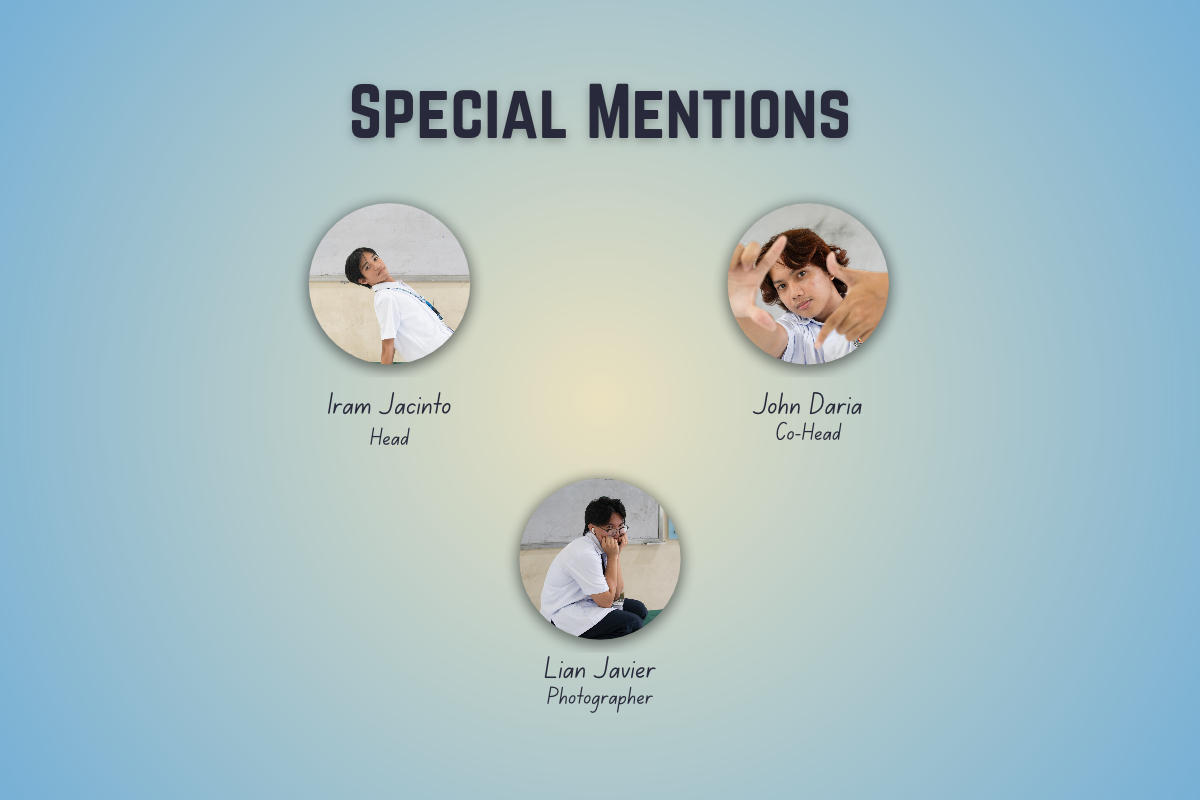 Special Mentions
Iram Jacinto
Head
John Daria
Co-Head
Lian Javier
Photographer